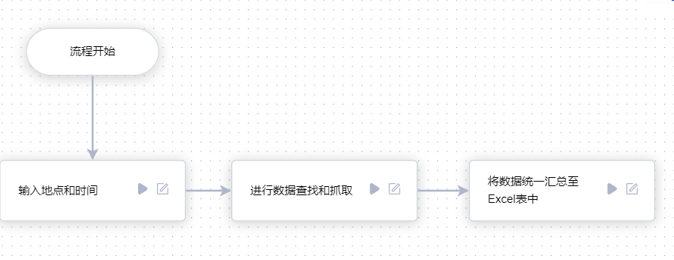 流程开始
输入地点和时间
进行数据查找和抓取
将数据统一汇总至
Excel表中